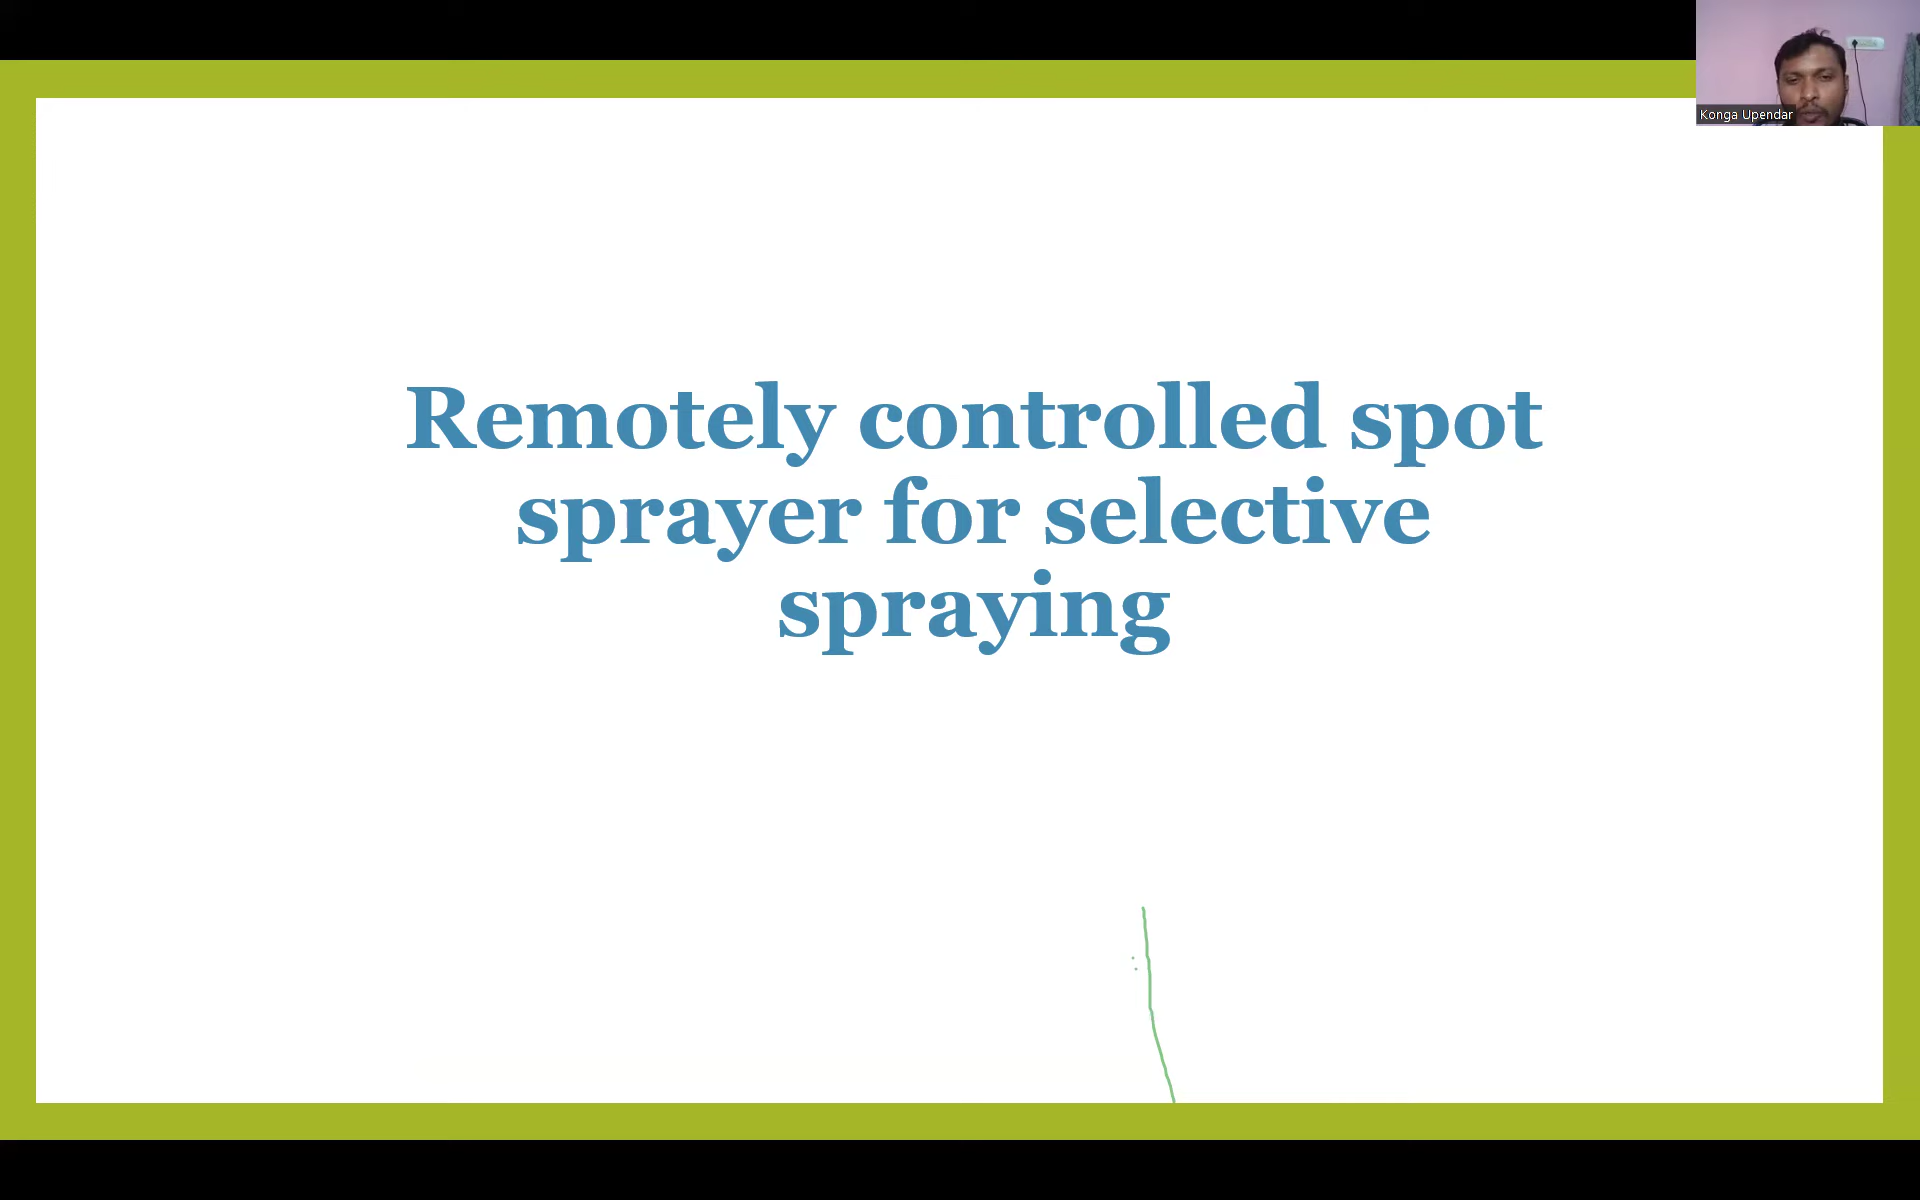 Konga Upendar
Remotely controlled spot
sprayer for selective
spraying